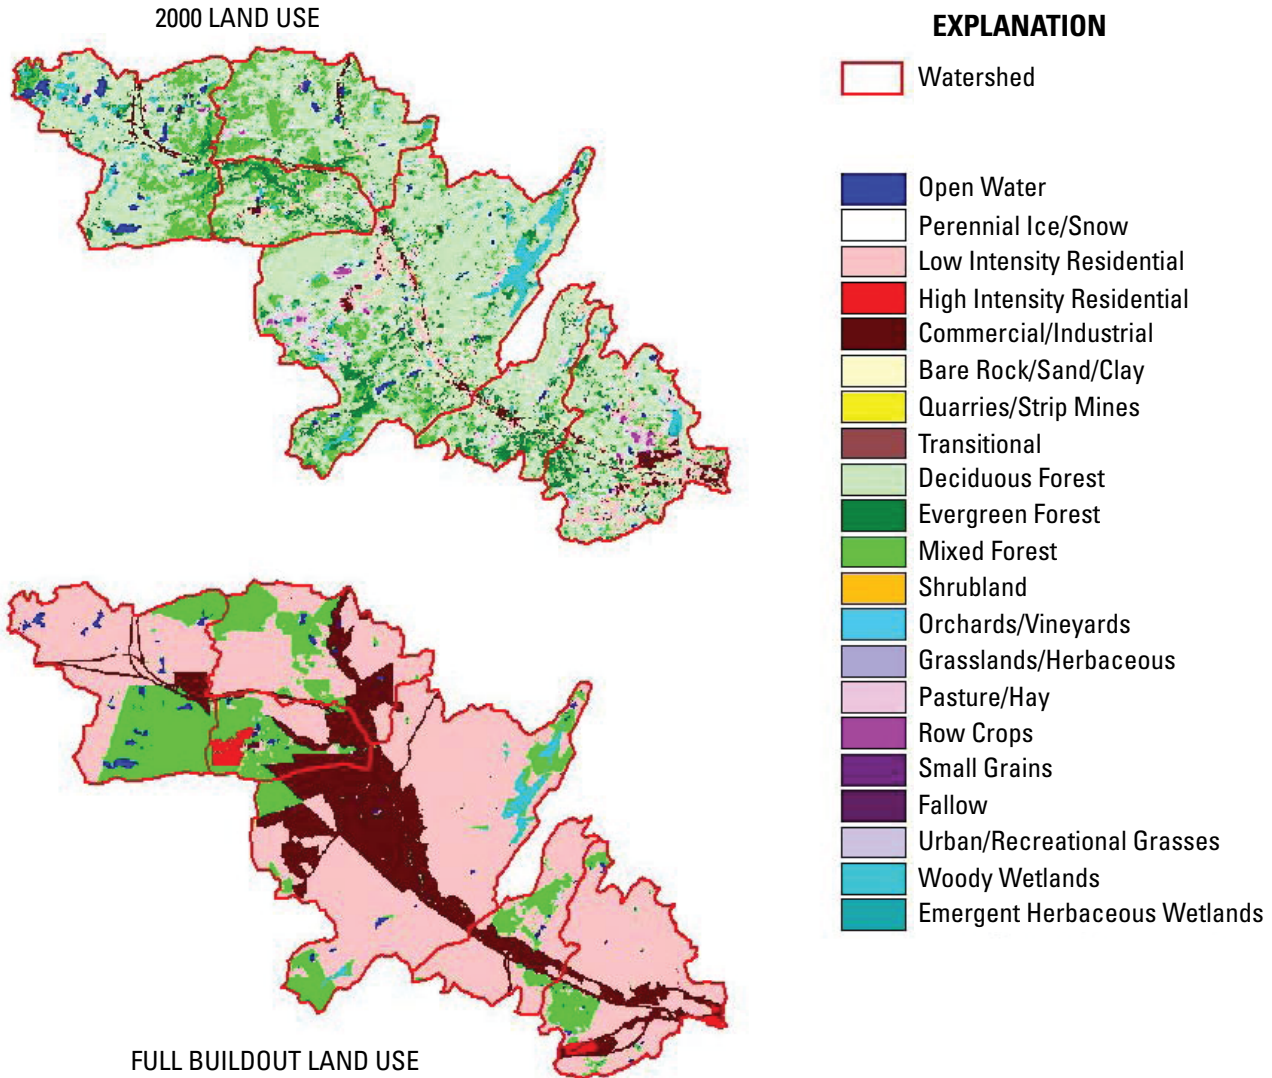 2000 LAND USE
EXPLANATION
Watershed
Open Water
Perennial Ice/Snow
Low Intensity Residential
High Intensity Residential
Commercial/Industrial
Bare Rock/Sand/Clay
Quarries/Strip Mines
Transitional
Deciduous Forest
Evergreen Forest
Mixed Forest
Shrubland
Orchards/Vineyards
Grasslands/Herbaceous
Pasture/Hay
Row Crops
Small Grains
Fallow
Urban/Recreational Grasses
Woody Wetlands
Emergent Herbaceous Wetlands
FULL BUILDOUT LAND USE